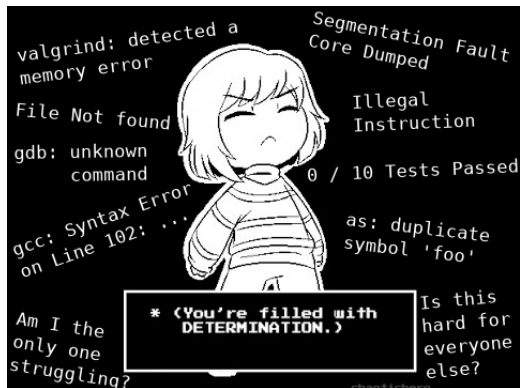 valgrind: detected a
memory error
Segmentation Fault
Core Dumped
File Not found
Illegal
Instruction
gdb: unknown
command
0 / 10 Tests Passed
gcc: Syntax Error
on Line 102: ...
as: duplicate
symbol 'foo'
* (You're filled with
DETERMINATION.)
Am I the
only one
struggling?
Is this
hard for
everyone
else?